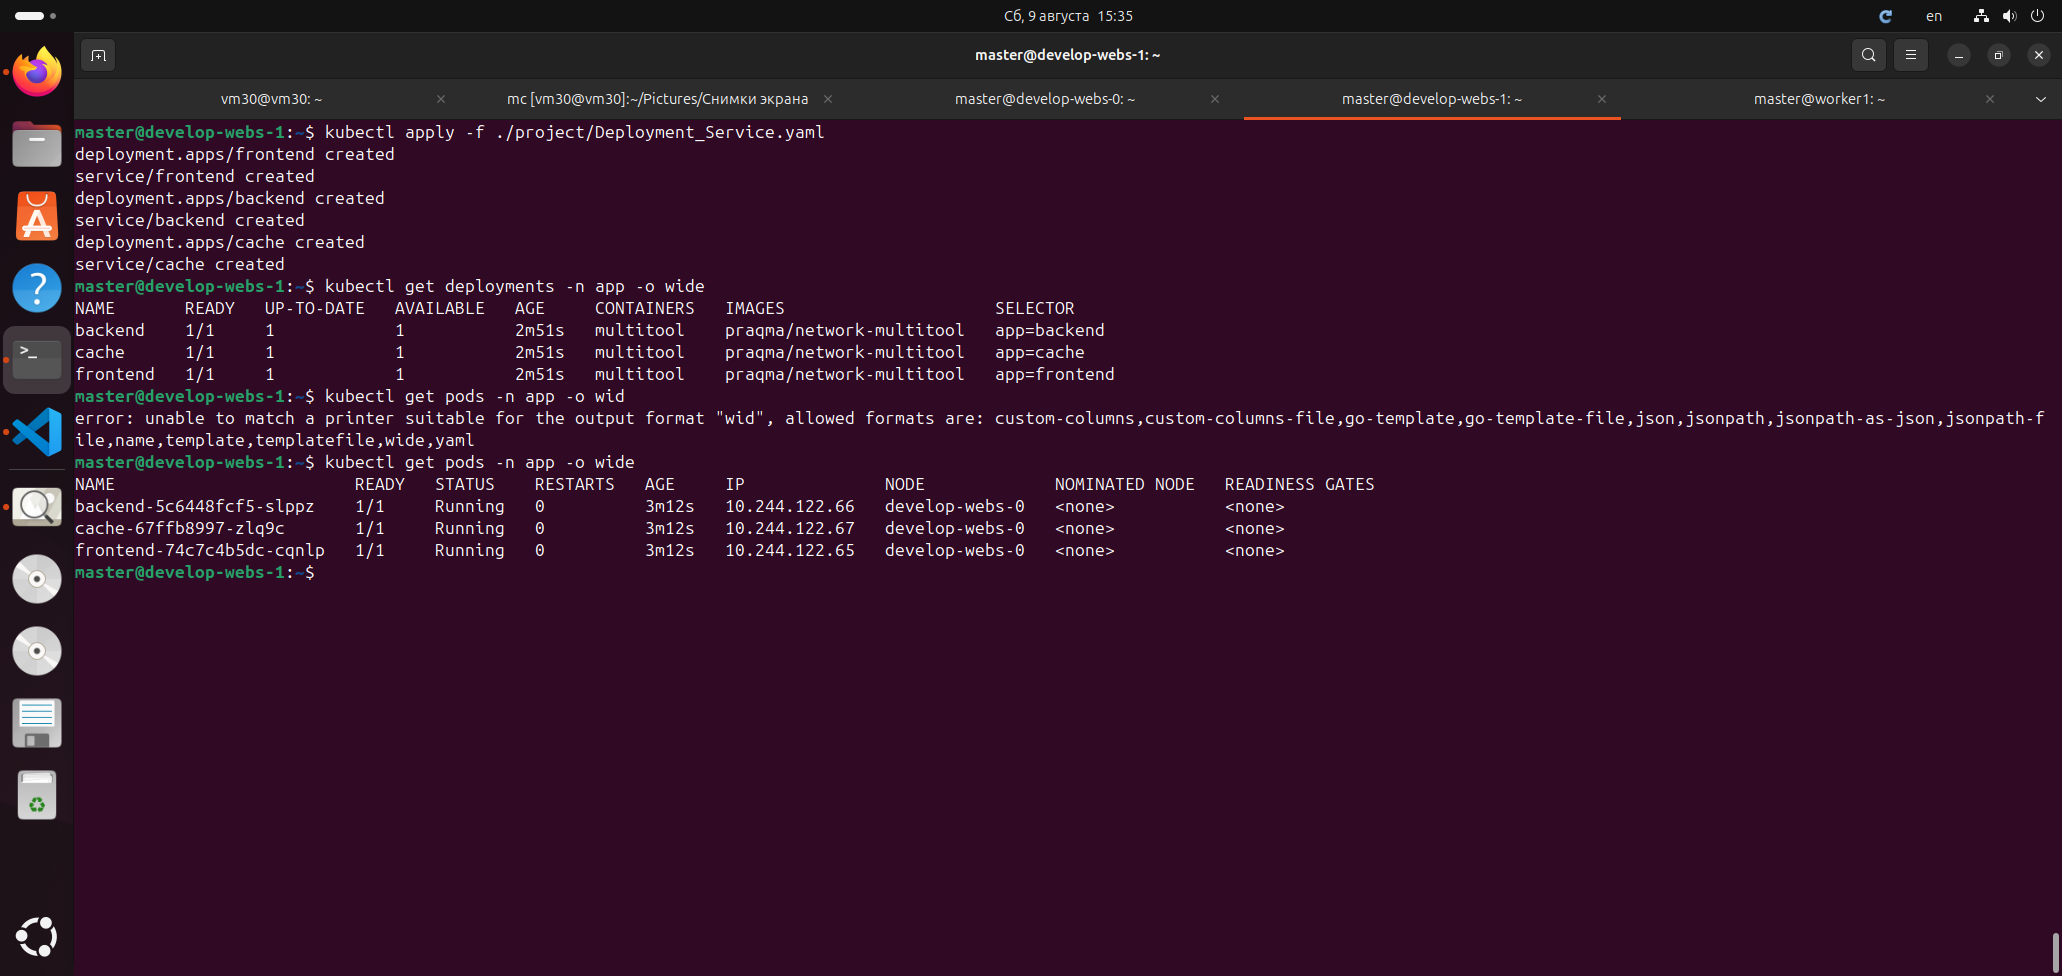 Сб, 9 августа 15:35
en
master@develop-webs-1: ~
vm30@vm30: ~
mc [vm30@vm30]:~/Pictures/Снимки экрана
master@develop-webs-0: ~
master@develop-webs-1: ~
master@worker1: ~
master@develop-webs-1:~$ kubectl apply -f ./project/Deployment_Service.yaml
deployment.apps/frontend created
service/frontend created
deployment.apps/backend created
service/backend created
deployment.apps/cache created
service/cache created
master@develop-webs-1:~$ kubectl get deployments -n app -o wide
NAME READY UP-TO-DATE AVAILABLE AGE CONTAINERS IMAGES SELECTOR
backend 1/1 1 1 2m51s multitool praqma/network-multitool app=backend
cache 1/1 1 1 2m51s multitool praqma/network-multitool app=cache
frontend 1/1 1 1 2m51s multitool praqma/network-multitool app=frontend
master@develop-webs-1:~$ kubectl get pods -n app -o wid
error: unable to match a printer suitable for the output format "wid", allowed formats are: custom-columns,custom-columns-file,go-template,go-template-file,json,jsonpath,jsonpath-as-json,jsonpath-f
ile,name,template,templatefile,wide,yaml
master@develop-webs-1:~$ kubectl get pods -n app -o wide
NAME READY STATUS RESTARTS AGE IP NODE NOMINATED NODE READINESS GATES
backend-5c6448fcf5-slppz 1/1 Running 0 3m12s 10.244.122.66 develop-webs-0 <none> <none>
cache-67ffb8997-zlq9c 1/1 Running 0 3m12s 10.244.122.67 develop-webs-0 <none> <none>
frontend-74c7c4b5dc-cqnlp 1/1 Running 0 3m12s 10.244.122.65 develop-webs-0 <none> <none>
master@develop-webs-1:~$